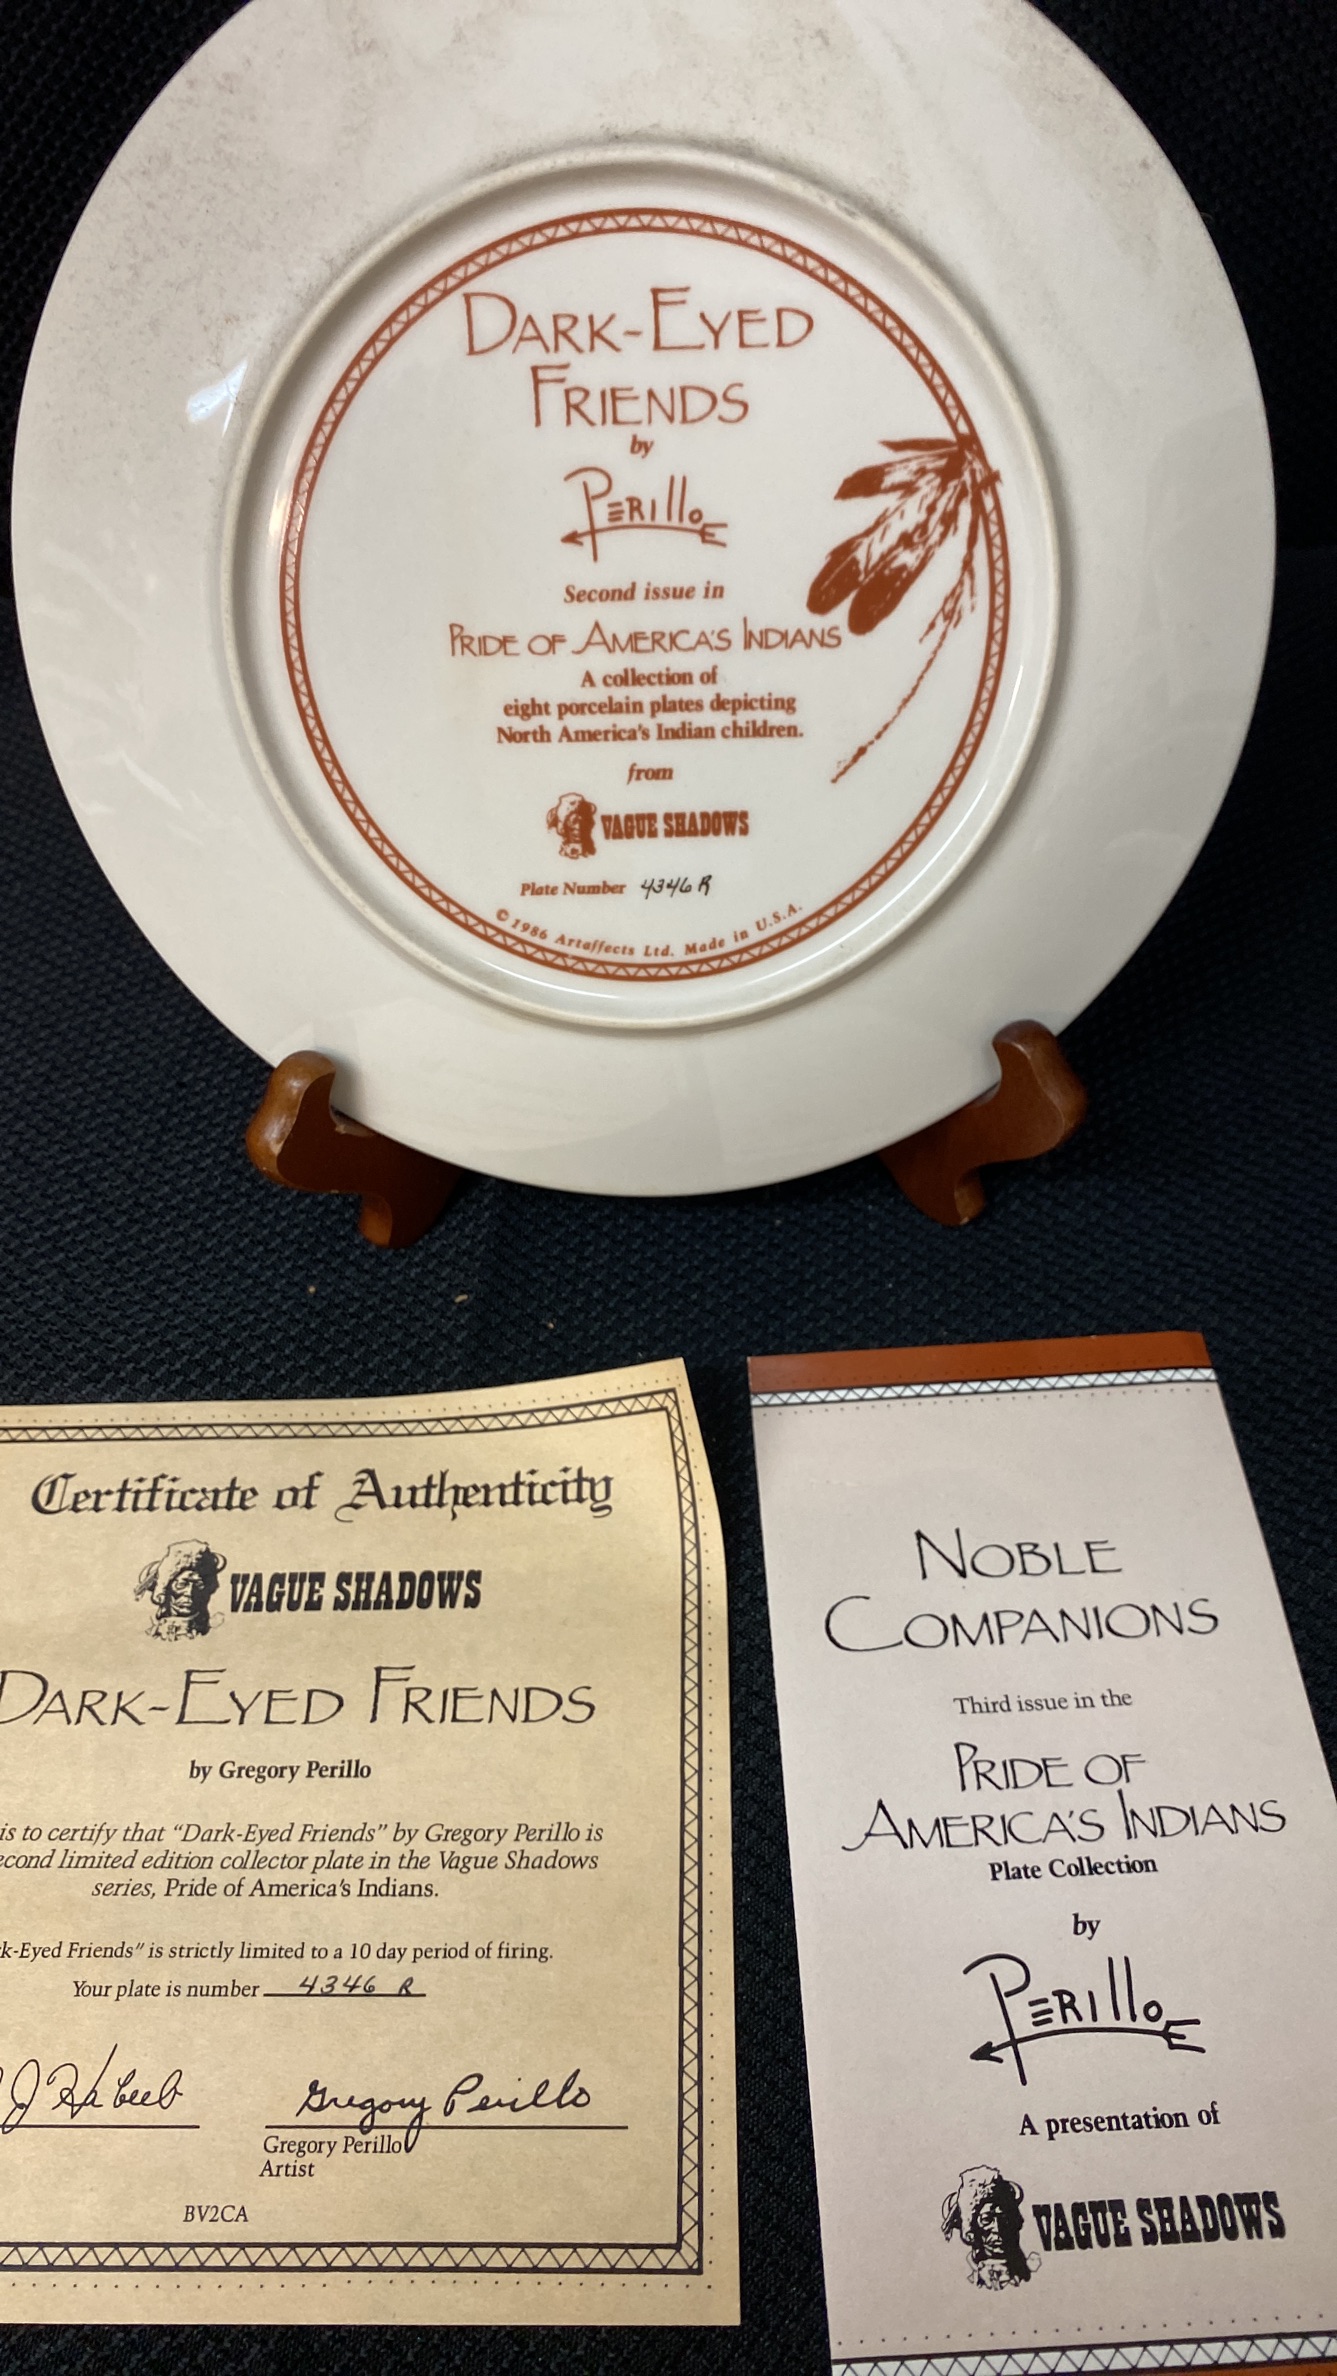 DARK-EYED
FRIENDS
by
PERILLO
Second issue in
PRIDE OF AMERICA'S INDIANS
A collection of
eight porcelain plates depicting
North America's Indian children.
from
VAGUE SHADOWS
Plate Number 4346 R
© 1986 Artaffects Ltd. Made in U.S.A.
Certificate of Authenticity
VAGUE SHADOWS
DARK-EYED FRIENDS
by Gregory Perillo
is to certify that “Dark-Eyed Friends” by Gregory Perillo is
econd limited edition collector plate in the Vague Shadows
series, Pride of America's Indians.
k-Eyed Friends” is strictly limited to a 10 day period of firing.
Your plate is number 4346 R
Gregory Perillo
Gregory Perillo
Artist
BV2CA
NOBLE
COMPANIONS
Third issue in the
PRIDE OF
AMERICA'S INDIANS
Plate Collection
by
PERILLO
A presentation of
VAGUE SHADOWS